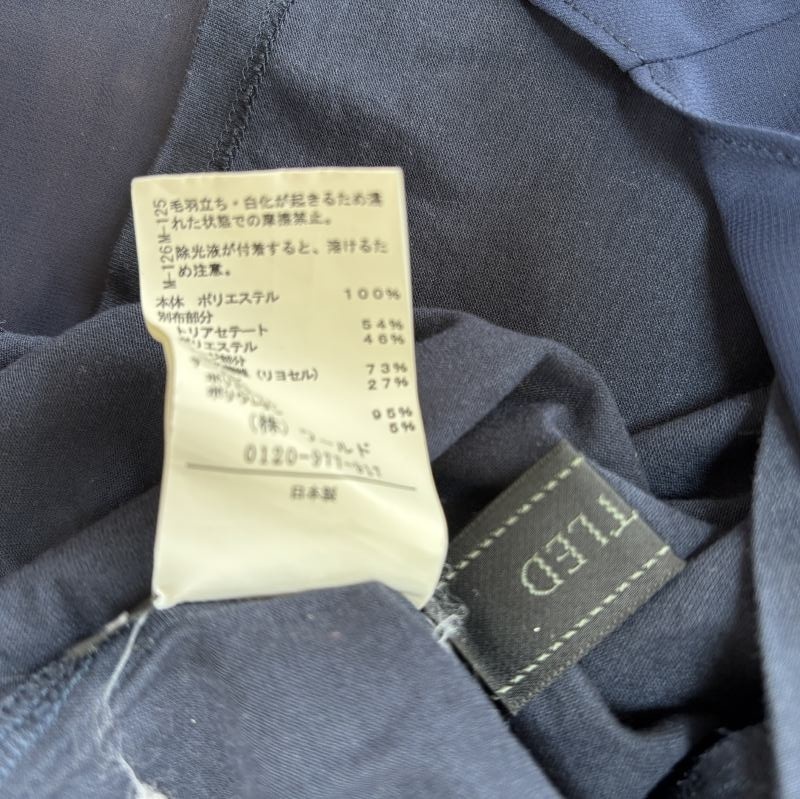 M-126M-125
毛羽立ち・白化が起きるため濡
れた状態での摩擦禁止。
除光液が付着すると、溶けるた
め注意。
本体 ポリエステル 100%
別布部分
トリアセテート 54%
ポリエステル 46%
(リヨセル) 73%
27%
95%
5%
(株) ワールド
0120-971-
日本製
TLED